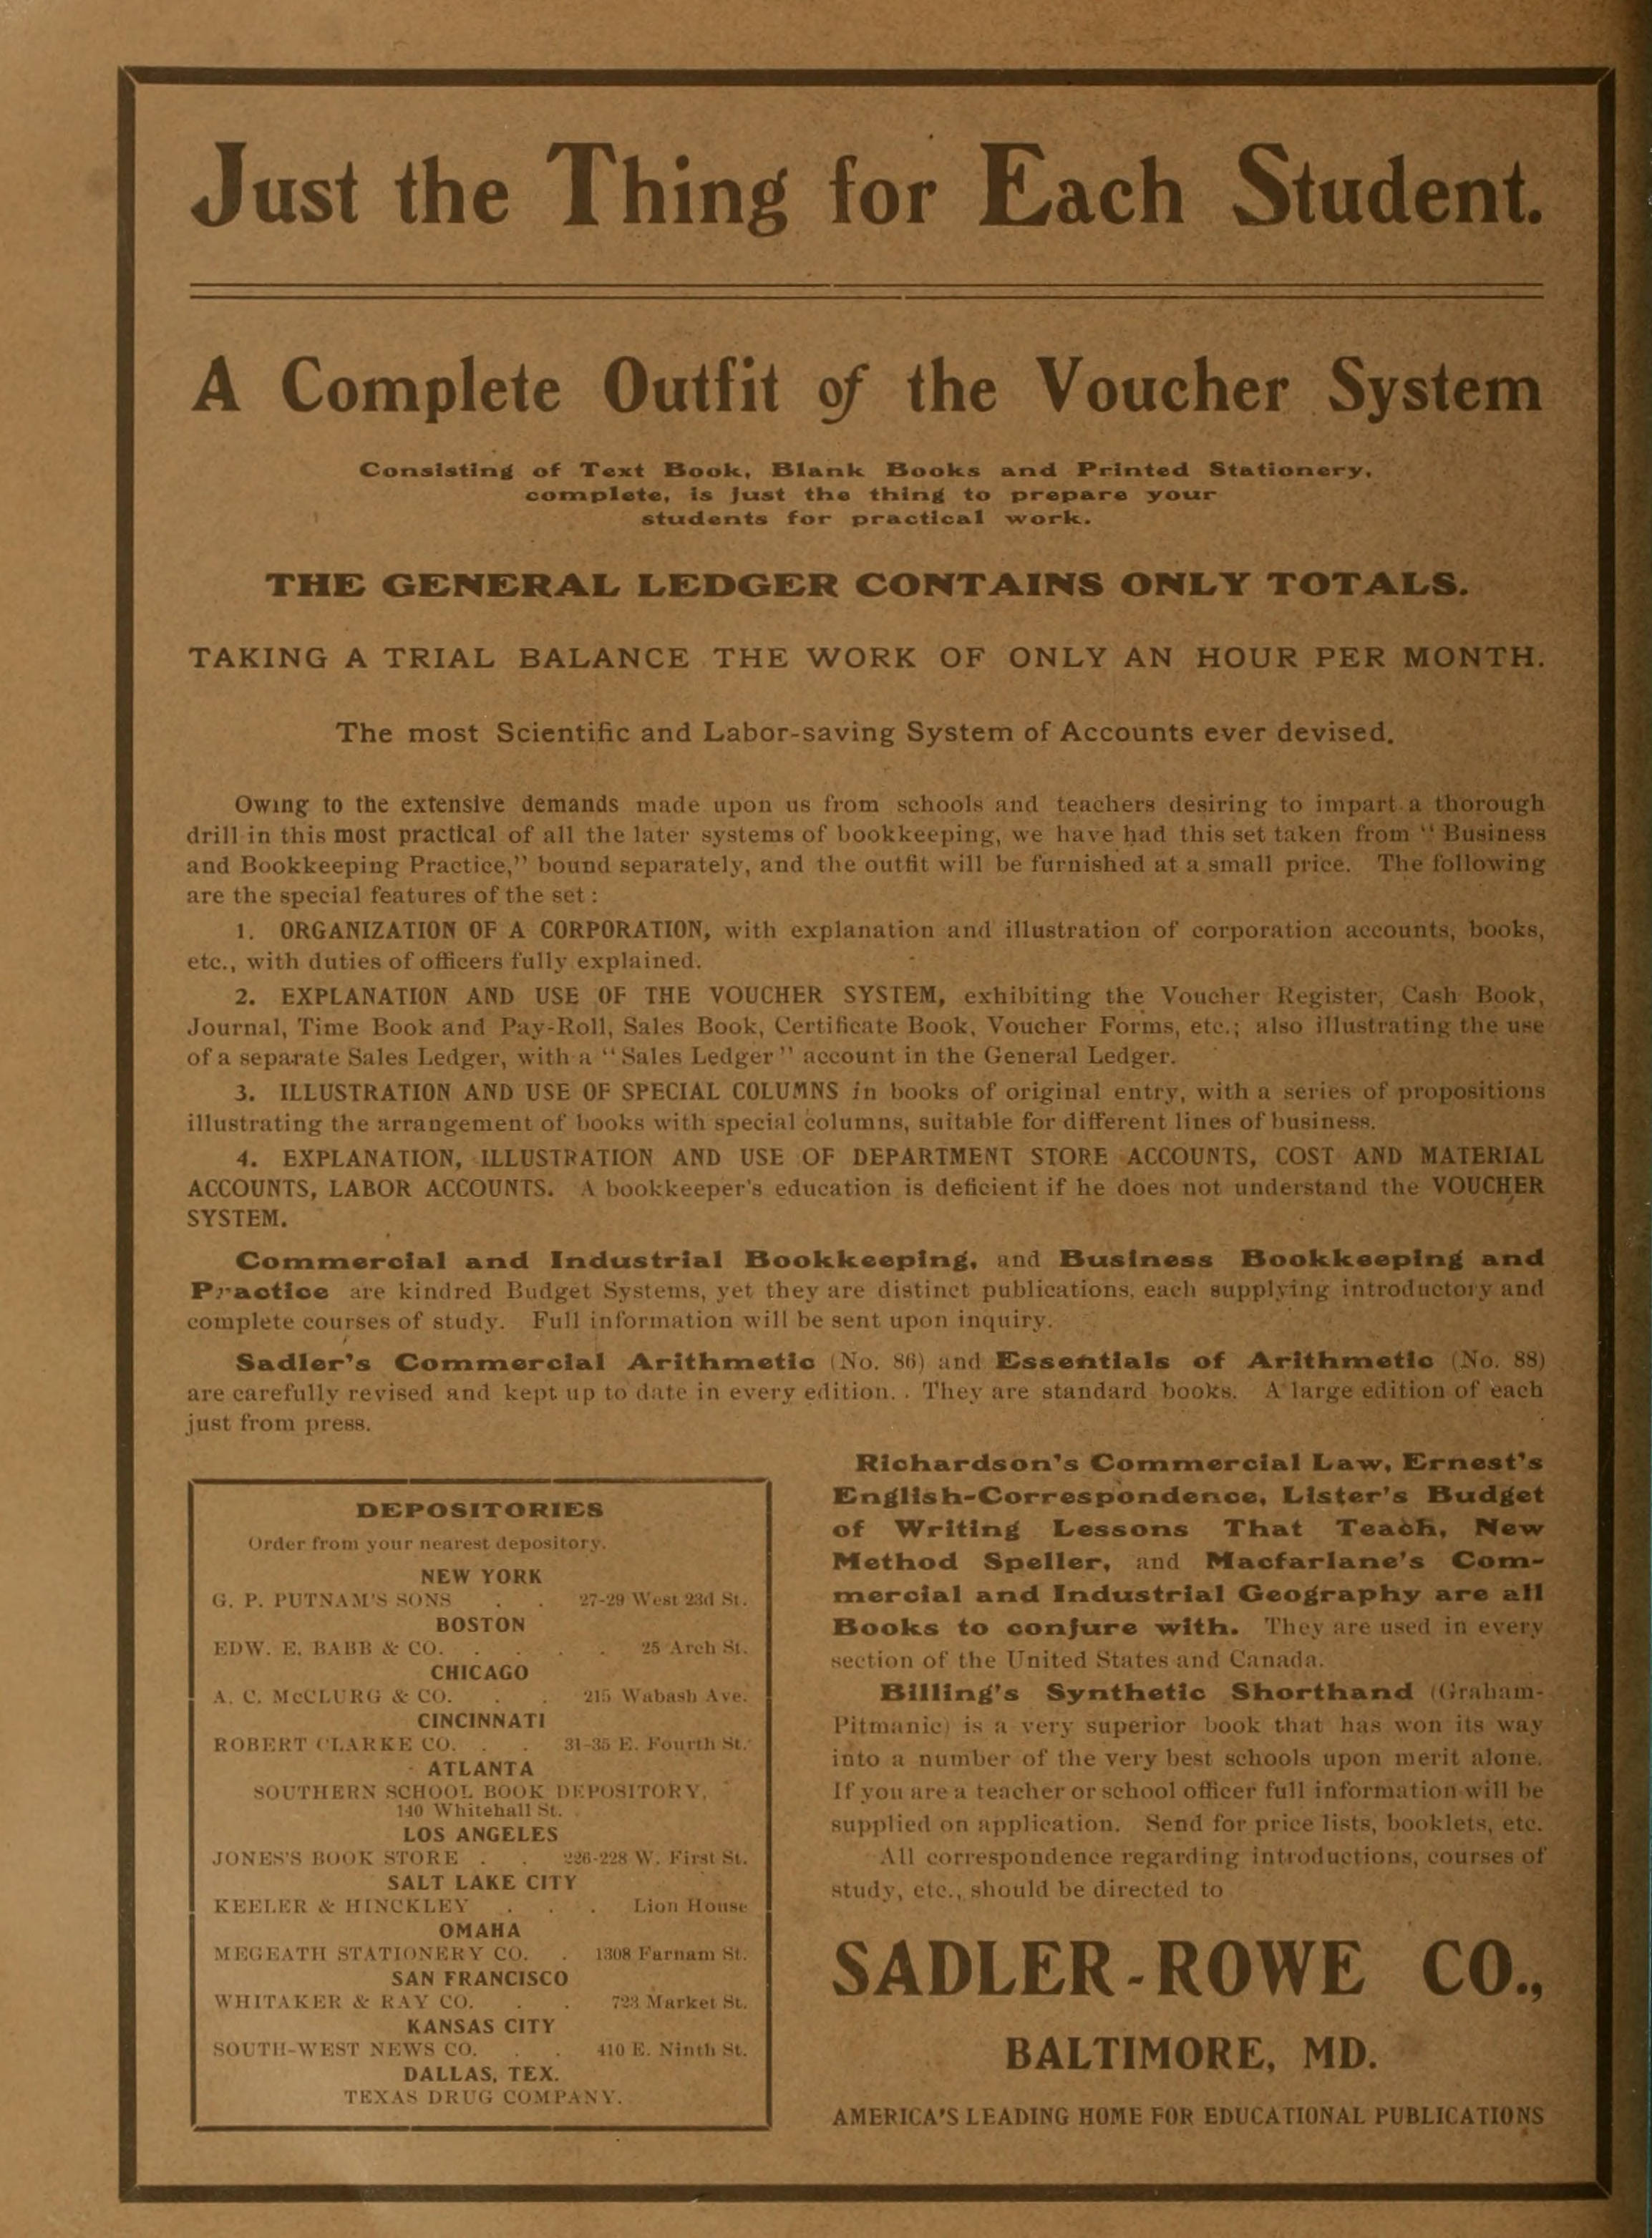 Just the Thing for Each Student.
A Complete Outfit of the Voucher System
Consisting of Text Book, Blank Books and Printed Stationery,
complete, is just the thing to prepare your
students for practical work.
THE GENERAL LEDGER CONTAINS ONLY TOTALS.
TAKING A TRIAL BALANCE THE WORK OF ONLY AN HOUR PER MONTH.
The most Scientific and Labor-saving System of Accounts ever devised.
Owing to the extensive demands made upon us from schools and teachers desiring to impart a thorough
drill in this most practical of all the later systems of bookkeeping, we have had this set taken from "Business
and Bookkeeping Practice," bound separately, and the outfit will be furnished at a small price. The following
are the special features of the set:
1. ORGANIZATION OF A CORPORATION, with explanation and illustration of corporation accounts, books,
etc., with duties of officers fully explained.
2. EXPLANATION AND USE OF THE VOUCHER SYSTEM, exhibiting the Voucher Register, Cash Book,
Journal, Time Book and Pay-Roll, Sales Book, Certificate Book, Voucher Forms, etc.; also illustrating the use
of a separate Sales Ledger, with a "Sales Ledger" account in the General Ledger.
3. ILLUSTRATION AND USE OF SPECIAL COLUMNS in books of original entry, with a series of propositions
illustrating the arrangement of books with special columns, suitable for different lines of business.
4. EXPLANATION, ILLUSTRATION AND USE OF DEPARTMENT STORE ACCOUNTS, COST AND MATERIAL
ACCOUNTS, LABOR ACCOUNTS. A bookkeeper's education is deficient if he does not understand the VOUCHER
SYSTEM.
Commercial and Industrial Bookkeeping, and Business Bookkeeping and
Practice are kindred Budget Systems, yet they are distinct publications, each supplying introductory and
complete courses of study. Full information will be sent upon inquiry.
Sadler's Commercial Arithmetic (No. 86) and Essentials of Arithmetic (No. 88)
are carefully revised and kept up to date in every edition. They are standard books. A large edition of each
just from press.
DEPOSITORIES
Order from your nearest depository.
NEW YORK
G. P. PUTNAM'S SONS . . 27-29 West 23d St.
BOSTON
EDW. E. BABB & CO. . . . . 25 Arch St.
CHICAGO
A. C. McCLURG & CO. . . 215 Wabash Ave.
CINCINNATI
ROBERT CLARKE CO. . . 31-35 E. Fourth St.
ATLANTA
SOUTHERN SCHOOL BOOK DEPOSITORY,
140 Whitehall St.
LOS ANGELES
JONES'S BOOK STORE . . 226-228 W. First St.
SALT LAKE CITY
KEELER & HINCKLEY . . . Lion House
OMAHA
MEGEATH STATIONERY CO. . 1308 Farnam St.
SAN FRANCISCO
WHITAKER & RAY CO. . . 723 Market St.
KANSAS CITY
SOUTH-WEST NEWS CO. . . 410 E. Ninth St.
DALLAS, TEX.
TEXAS DRUG COMPANY.
Richardson's Commercial Law, Ernest's
English-Correspondence, Lister's Budget
of Writing Lessons That Teach, New
Method Speller, and Macfarlane's Com-
mercial and Industrial Geography are all
Books to conjure with. They are used in every
section of the United States and Canada.
Billing's Synthetic Shorthand (Graham-
Pitmanic) is a very superior book that has won its way
into a number of the very best schools upon merit alone.
If you are a teacher or school officer full information will be
supplied on application. Send for price lists, booklets, etc.
All correspondence regarding introductions, courses of
study, etc., should be directed to
SADLER-ROWE CO.,
BALTIMORE, MD.
AMERICA'S LEADING HOME FOR EDUCATIONAL PUBLICATIONS